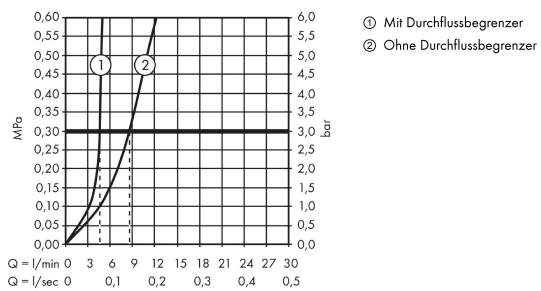 0,60 6,0
① Mit Durchflussbegrenzer
0,55 5,5
② Ohne Durchflussbegrenzer
0,50 5,0
0,45 ① ② 4,5
0,40 4,0
0,35 3,5
MPa 0,30 3,0 bar
0,25 2,5
0,20 2,0
0,15 1,5
0,10 1,0
0,05 0,5
0,00 0,0
Q = l/min 0 3 6 9 12 15 18 21 24 27 30
Q = l/sec 0 0,1 0,2 0,3 0,4 0,5